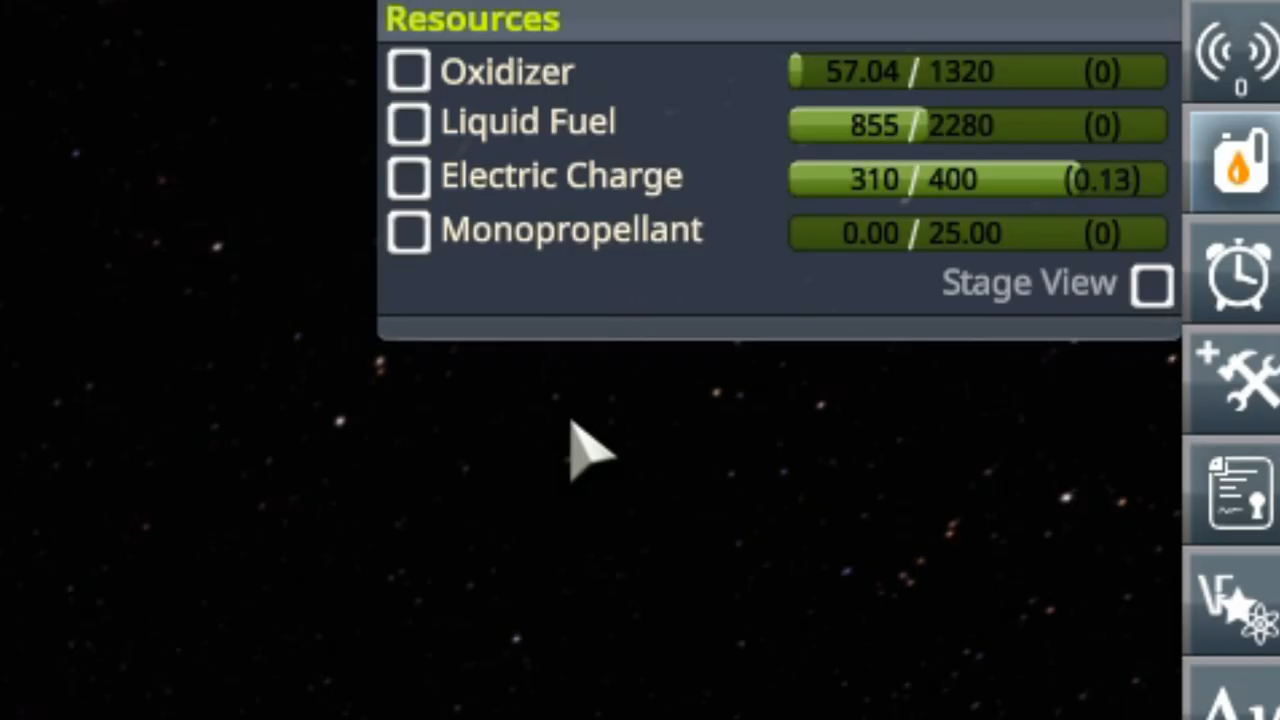 Resources
Oxidizer 57.04 / 1320 (0)
Liquid Fuel 855 / 2280 (0)
Electric Charge 310 / 400 (0.13)
Monopropellant 0.00 / 25.00 (0)
Stage View
0